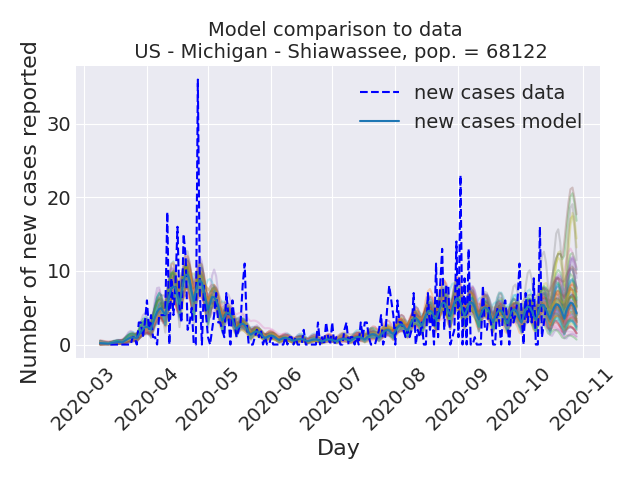 Model comparison to data
US - Michigan - Shiawassee, pop. = 68122
Number of new cases reported
30
20
10
0
new cases data
new cases model
2020-03
2020-04
2020-05
2020-06
2020-07
2020-08
2020-09
2020-10
2020-11
Day